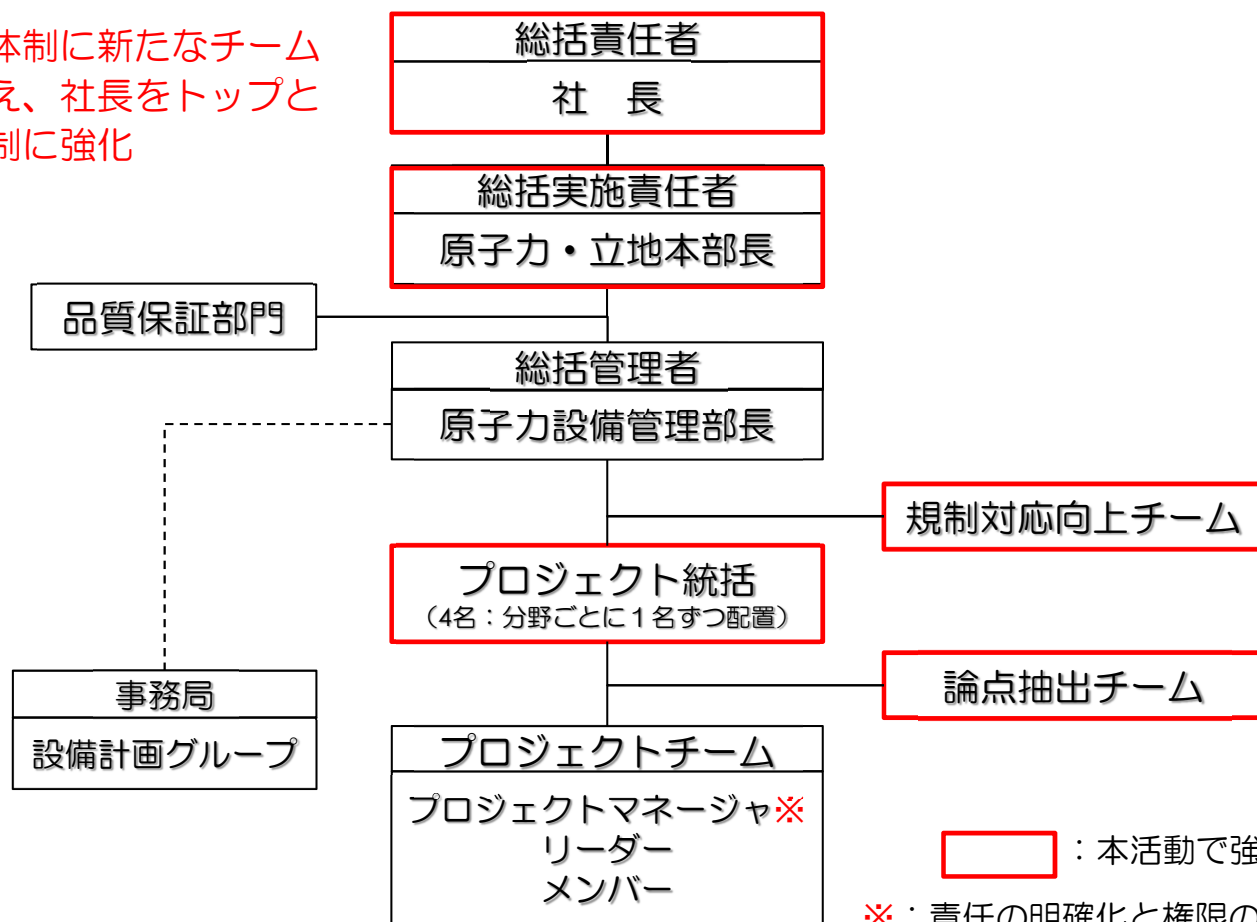 体制に新たなチーム
え、社長をトップと
制に強化
総括責任者
社 長
総括実施責任者
原子力・立地本部長
品質保証部門
総括管理者
原子力設備管理部長
規制対応向上チーム
プロジェクト統括
（4名：分野ごとに１名ずつ配置）
論点抽出チーム
事務局
設備計画グループ
プロジェクトチーム
プロジェクトマネージャ※
リーダー
メンバー
：本活動で強
※：責任の明確化と権限の